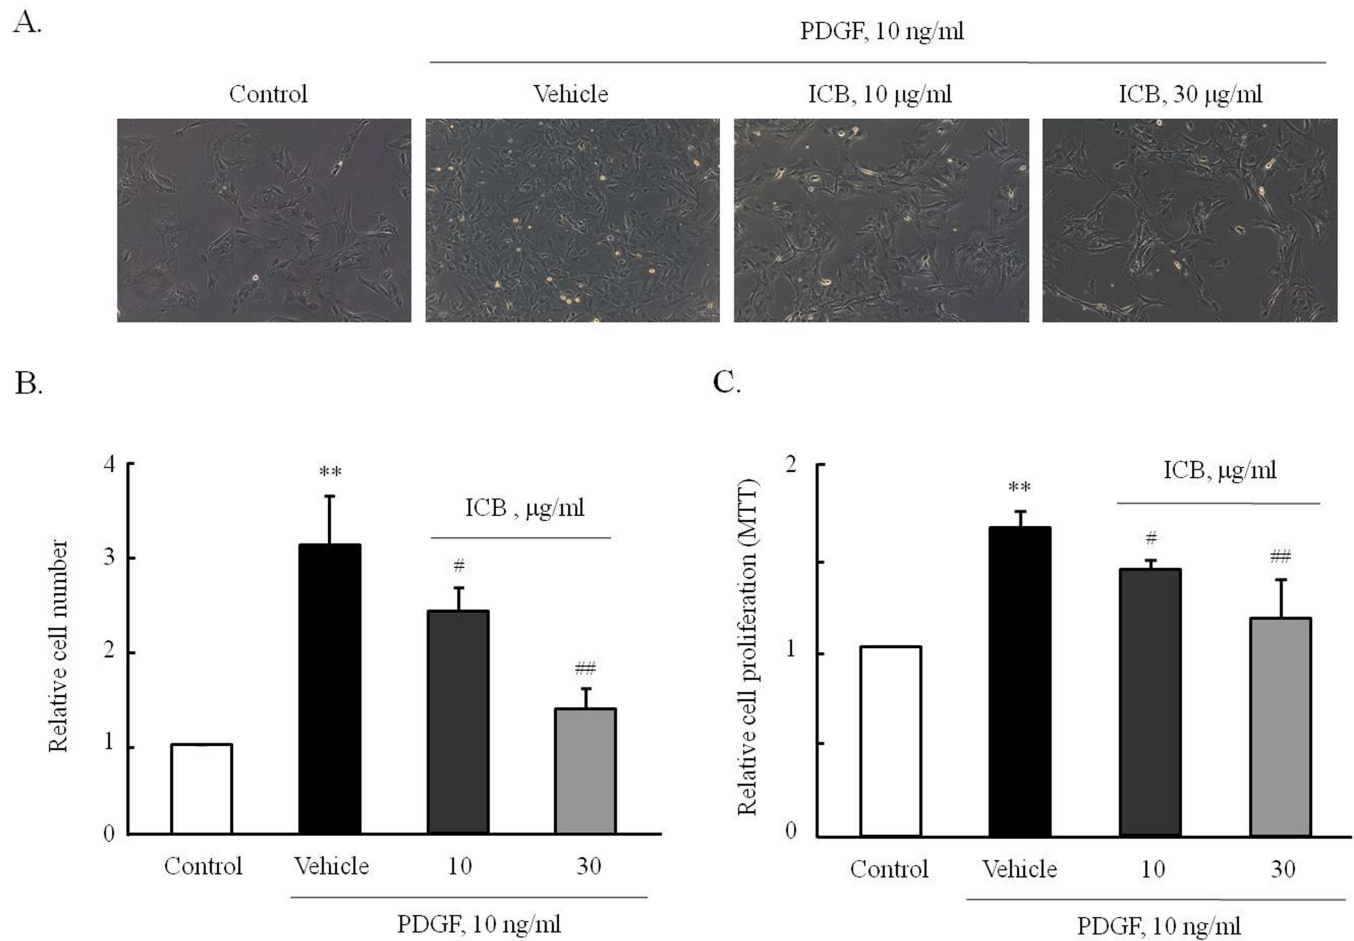 A.
PDGF, 10 ng/ml
Control
Vehicle
ICB, 10 μg/ml
ICB, 30 μg/ml
B.
Relative cell number
4
3
2
1
0
**
ICB , μg/ml
#
##
Control
Vehicle
10
30
PDGF, 10 ng/ml
C.
Relative cell proliferation (MTT)
2
1
0
**
ICB, μg/ml
#
##
Control
Vehicle
10
30
PDGF, 10 ng/ml